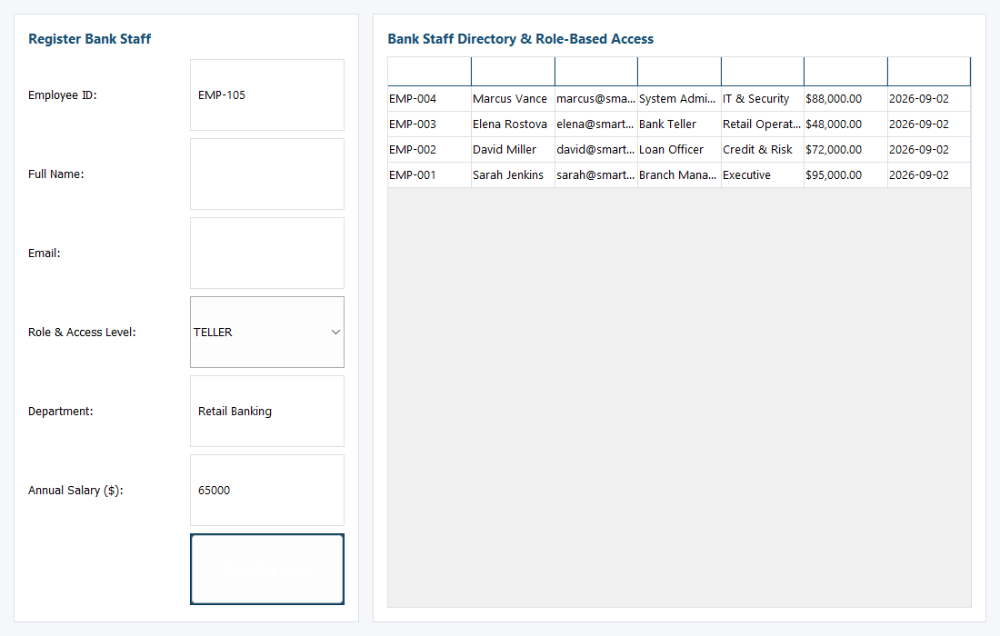 Register Bank Staff
Employee ID: EMP-105
Full Name:
Email:
Role & Access Level: TELLER
Department: Retail Banking
Annual Salary ($): 65000
Bank Staff Directory & Role-Based Access
EMP-004 Marcus Vance marcus@sma... System Admi... IT & Security $88,000.00 2026-09-02
EMP-003 Elena Rostova elena@smart... Bank Teller Retail Operat... $48,000.00 2026-09-02
EMP-002 David Miller david@smart... Loan Officer Credit & Risk $72,000.00 2026-09-02
EMP-001 Sarah Jenkins sarah@smart... Branch Mana... Executive $95,000.00 2026-09-02